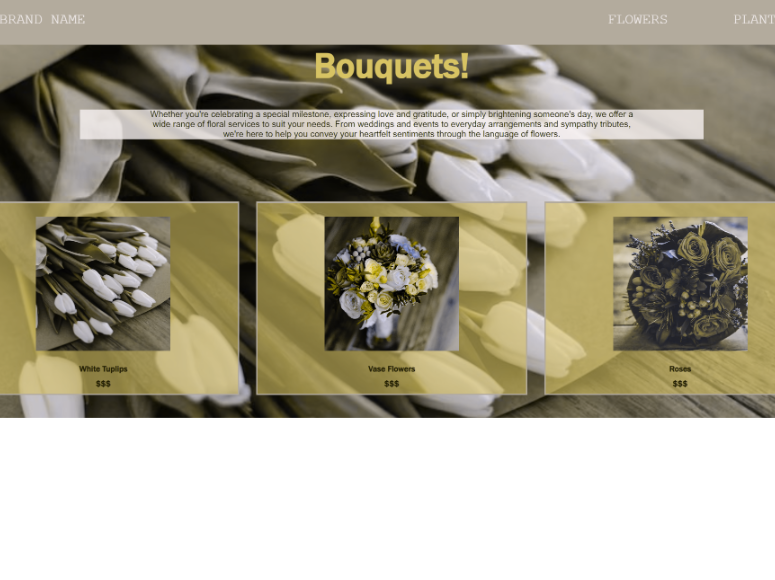 BRAND NAME FLOWERS PLANT
Bouquets!
Whether you're celebrating a special milestone, expressing love and gratitude, or simply brightening someone's day, we offer a
wide range of floral services to suit your needs. From weddings and events to everyday arrangements and sympathy tributes,
we're here to help you convey your heartfelt sentiments through the language of flowers.
White Tuplips
$$$
Vase Flowers
$$$
Roses
$$$